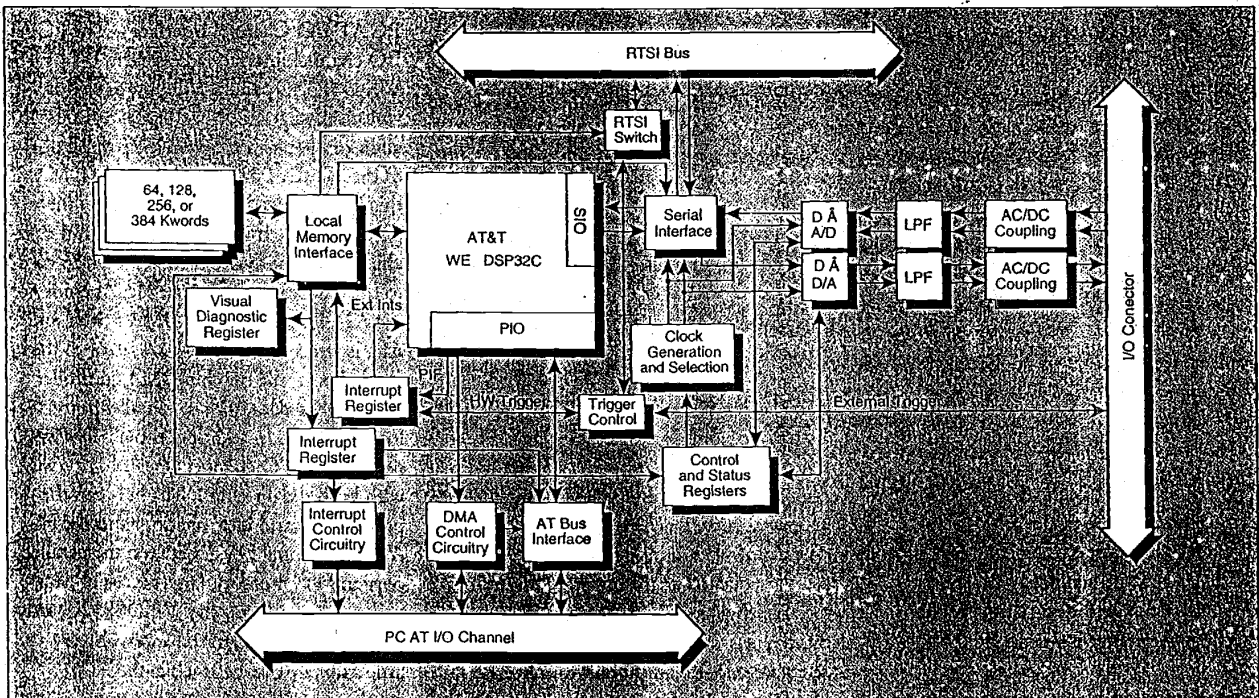 RTSI Bus
RTSI
Switch
64, 128,
256, or
384 Kwords
Local
Memory
Interface
AT&T
WE DSP32C
SIO
PIO
Serial
Interface
D Å
A/D
LPF
AC/DC
Coupling
D Å
D/A
LPF
AC/DC
Coupling
I/O Conector
Visual
Diagnostic
Register
Ext Ints
Clock
Generation
and Selection
PIF
Interrupt
Register
HW Trigger
Trigger
Control
External Trigger
Interrupt
Register
Control
and Status
Registers
Interrupt
Control
Circuitry
DMA
Control
Circuitry
AT Bus
Interface
PC AT I/O Channel